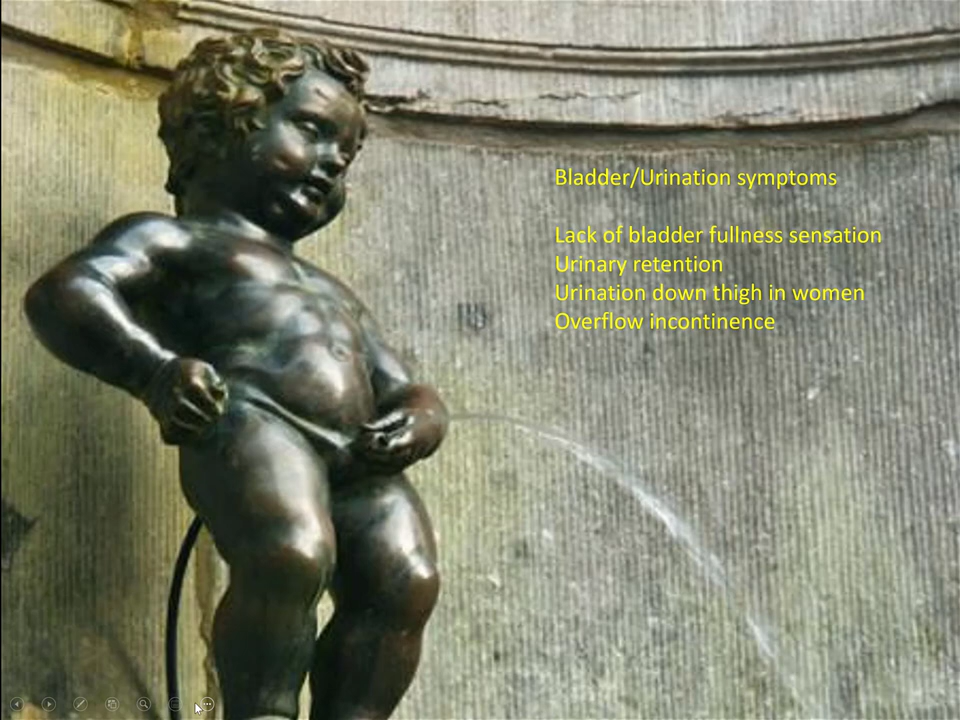 Bladder/Urination symptoms
Lack of bladder fullness sensation
Urinary retention
Urination down thigh in women
Overflow incontinence